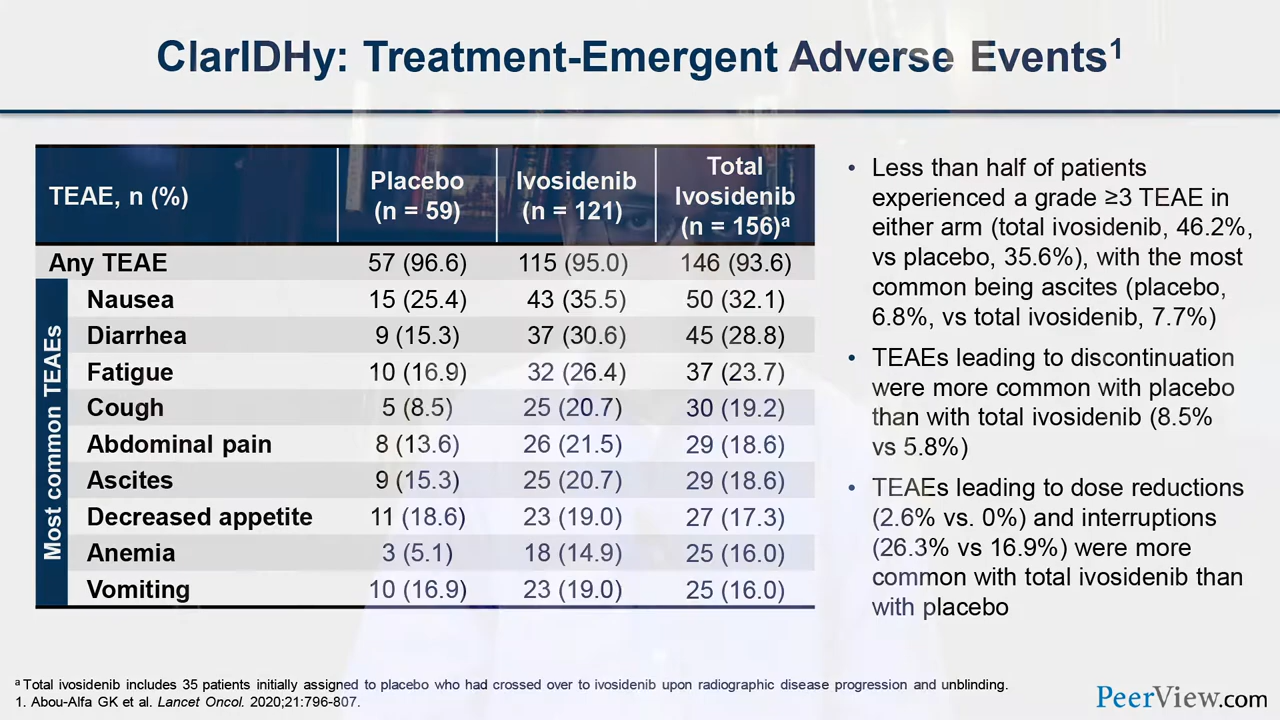 ClarIDHy: Treatment-Emergent Adverse Events1
TEAE, n (%)
Placebo
(n = 59)
Ivosidenib
(n = 121)
Total
Ivosidenib
(n = 156)a
Any TEAE 57 (96.6) 115 (95.0) 146 (93.6)
Most common TEAEs
Nausea 15 (25.4) 43 (35.5) 50 (32.1)
Diarrhea 9 (15.3) 37 (30.6) 45 (28.8)
Fatigue 10 (16.9) 32 (26.4) 37 (23.7)
Cough 5 (8.5) 25 (20.7) 30 (19.2)
Abdominal pain 8 (13.6) 26 (21.5) 29 (18.6)
Ascites 9 (15.3) 25 (20.7) 29 (18.6)
Decreased appetite 11 (18.6) 23 (19.0) 27 (17.3)
Anemia 3 (5.1) 18 (14.9) 25 (16.0)
Vomiting 10 (16.9) 23 (19.0) 25 (16.0)
• Less than half of patients
experienced a grade ≥3 TEAE in
either arm (total ivosidenib, 46.2%,
vs placebo, 35.6%), with the most
common being ascites (placebo,
6.8%, vs total ivosidenib, 7.7%)
• TEAEs leading to discontinuation
were more common with placebo
than with total ivosidenib (8.5%
vs 5.8%)
• TEAEs leading to dose reductions
(2.6% vs. 0%) and interruptions
(26.3% vs 16.9%) were more
common with total ivosidenib than
with placebo
a Total ivosidenib includes 35 patients initially assigned to placebo who had crossed over to ivosidenib upon radiographic disease progression and unblinding.
1. Abou-Alfa GK et al. Lancet Oncol. 2020;21:796-807.
PeerView.com